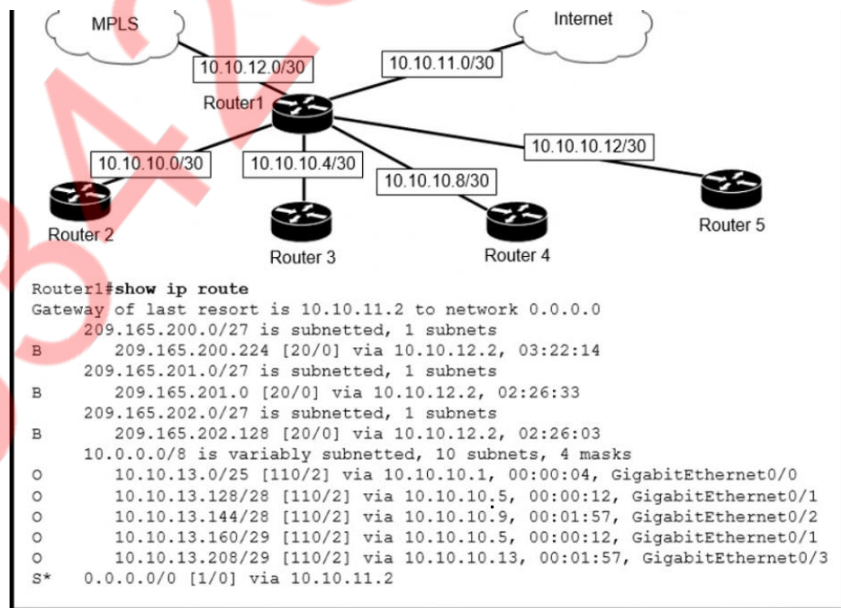 MPLS
Internet
10.10.12.0/30
10.10.11.0/30
Router1
10.10.10.12/30
10.10.10.0/30
10.10.10.4/30
10.10.10.8/30
Router 2
Router 3
Router 4
Router 5
Router1#show ip route
Gateway of last resort is 10.10.11.2 to network 0.0.0.0
209.165.200.0/27 is subnetted, 1 subnets
B 209.165.200.224 [20/0] via 10.10.12.2, 03:22:14
209.165.201.0/27 is subnetted, 1 subnets
B 209.165.201.0 [20/0] via 10.10.12.2, 02:26:33
209.165.202.0/27 is subnetted, 1 subnets
B 209.165.202.128 [20/0] via 10.10.12.2, 02:26:03
10.0.0.0/8 is variably subnetted, 10 subnets, 4 masks
O 10.10.13.0/25 [110/2] via 10.10.10.1, 00:00:04, GigabitEthernet0/0
O 10.10.13.128/28 [110/2] via 10.10.10.5, 00:00:12, GigabitEthernet0/1
O 10.10.13.144/28 [110/2] via 10.10.10.9, 00:01:57, GigabitEthernet0/2
O 10.10.13.160/29 [110/2] via 10.10.10.5, 00:00:12, GigabitEthernet0/1
O 10.10.13.208/29 [110/2] via 10.10.10.13, 00:01:57, GigabitEthernet0/3
S* 0.0.0.0/0 [1/0] via 10.10.11.2